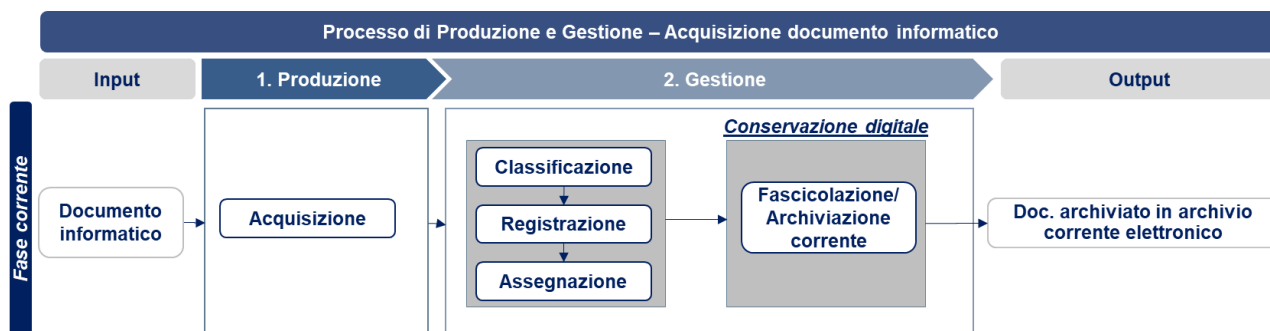 Processo di Produzione e Gestione – Acquisizione documento informatico
Input
1. Produzione
2. Gestione
Output
Fase corrente
Documento
informatico
Acquisizione
Classificazione
Registrazione
Assegnazione
Conservazione digitale
Fascicolazione/
Archiviazione
corrente
Doc. archiviato in archivio
corrente elettronico